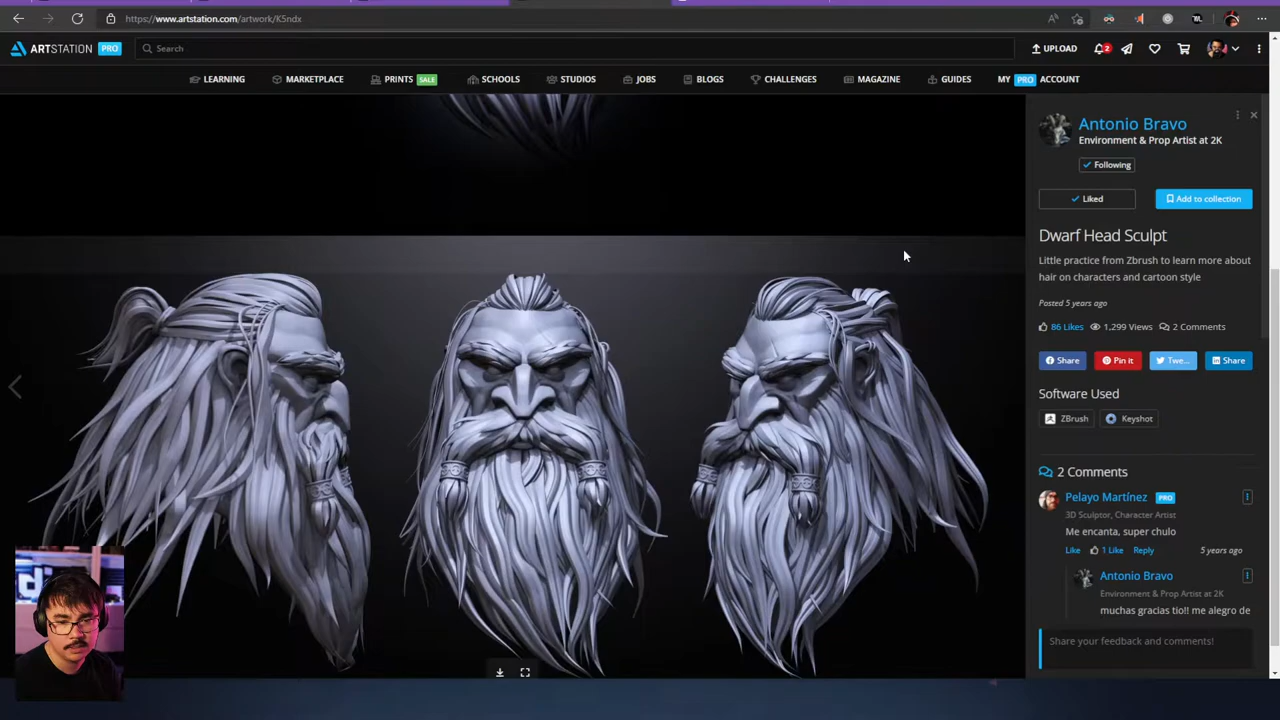 https://www.artstation.com/artwork/K5ndx
ARTSTATION PRO
Search
UPLOAD
2
LEARNING
MARKETPLACE
PRINTS SALE
SCHOOLS
STUDIOS
JOBS
BLOGS
CHALLENGES
MAGAZINE
GUIDES
MY PRO ACCOUNT
Antonio Bravo
Environment & Prop Artist at 2K
Following
Liked
Add to collection
Dwarf Head Sculpt
Little practice from Zbrush to learn more about
hair on characters and cartoon style
Posted 5 years ago
86 Likes 1,299 Views 2 Comments
Share
Pin it
Twe...
Share
Software Used
ZBrush
Keyshot
2 Comments
Pelayo Martínez PRO
3D Sculptor, Character Artist
Me encanta, super chulo
Like 1 Like Reply 5 years ago
Antonio Bravo
Environment & Prop Artist at 2K
muchas gracias tio!! me alegro de
Share your feedback and comments!